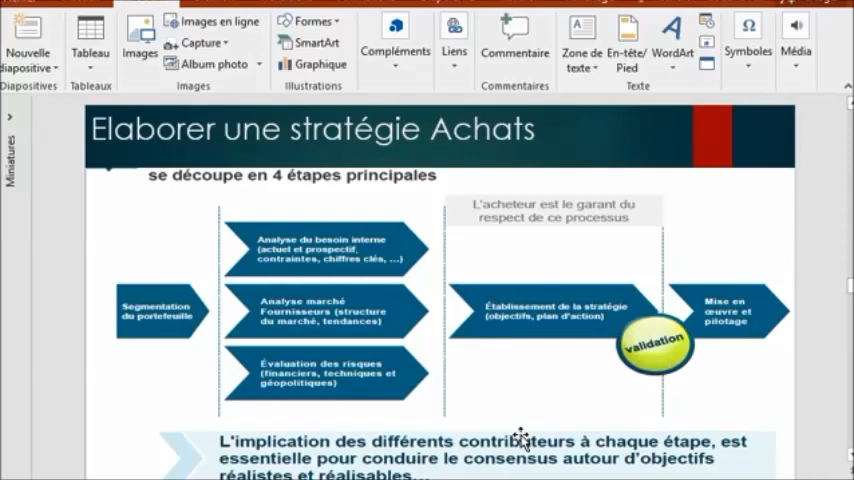 Images en ligne
Formes
Capture
SmartArt
Nouvelle
diapositive
Tableau
Images
Album photo
Graphique
Compléments
Liens
Commentaire
Zone de
texte
En-tête/
Pied
WordArt
Symboles
Média
Diapositives
Tableaux
Images
Illustrations
Commentaires
Texte
Miniatures
Elaborer une stratégie Achats
se découpe en 4 étapes principales
L'acheteur est le garant du
respect de ce processus
Segmentation
du portefeuille
Analyse du besoin interne
(actuel et prospectif,
contraintes, chiffres clés, ...)
Analyse marché
Fournisseurs (structure
du marché, tendances)
Évaluation des risques
(financiers, techniques et
géopolitiques)
Établissement de la stratégie
(objectifs, plan d'action)
validation
Mise en
œuvre et
pilotage
L'implication des différents contributeurs à chaque étape, est
essentielle pour conduire le consensus autour d'objectifs
réalistes et réalisables...